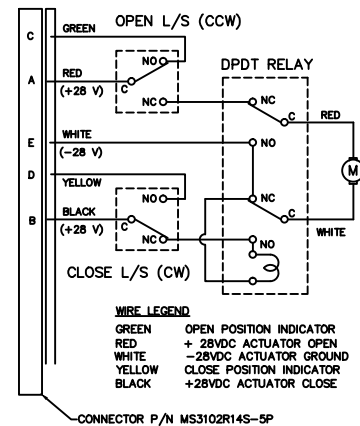 OPEN L/S (CCW)
C
GREEN
NO
DPDT RELAY
A
RED
(+28 V)
C
NC
NC
C
RED
E
WHITE
(-28 V)
NO
M
D
YELLOW
NO
NC
B
BLACK
(+28 V)
C
NC
C
WHITE
NO
CLOSE L/S (CW)
WIRE LEGEND
GREEN OPEN POSITION INDICATOR
RED + 28VDC ACTUATOR OPEN
WHITE -28VDC ACTUATOR GROUND
YELLOW CLOSE POSITION INDICATOR
BLACK +28VDC ACTUATOR CLOSE
CONNECTOR P/N MS3102R14S-5P